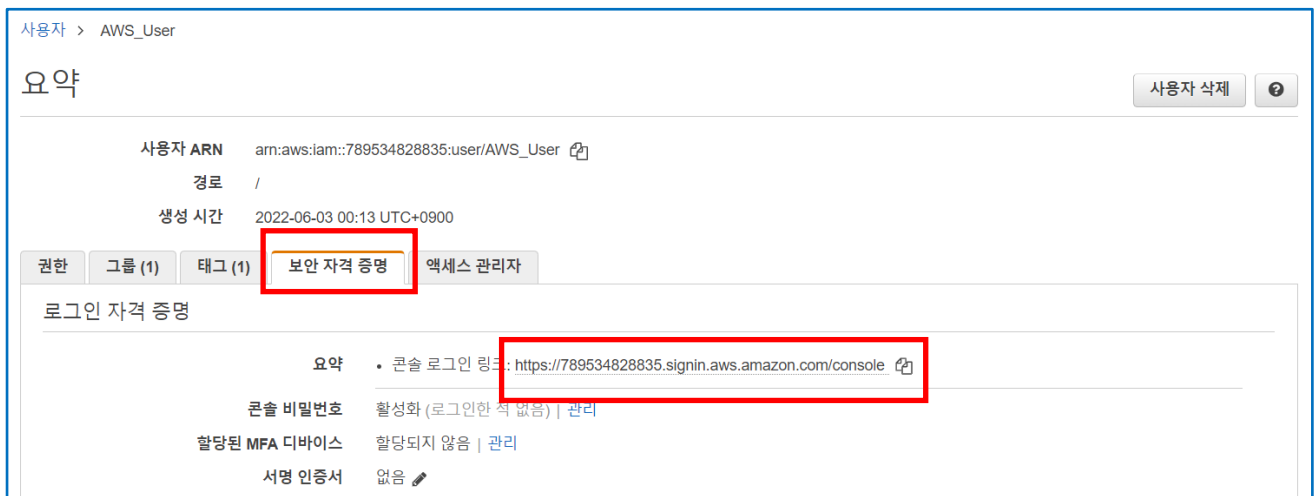 사용자 > AWS_User
요약
사용자 삭제
사용자 ARN arn:aws:iam::789534828835:user/AWS_User
경로 /
생성 시간 2022-06-03 00:13 UTC+0900
권한 그룹 (1) 태그 (1) 보안 자격 증명 액세스 관리자
로그인 자격 증명
요약 • 콘솔 로그인 링크: https://789534828835.signin.aws.amazon.com/console
콘솔 비밀번호 활성화 (로그인한 적 없음) | 관리
할당된 MFA 디바이스 할당되지 않음 | 관리
서명 인증서 없음